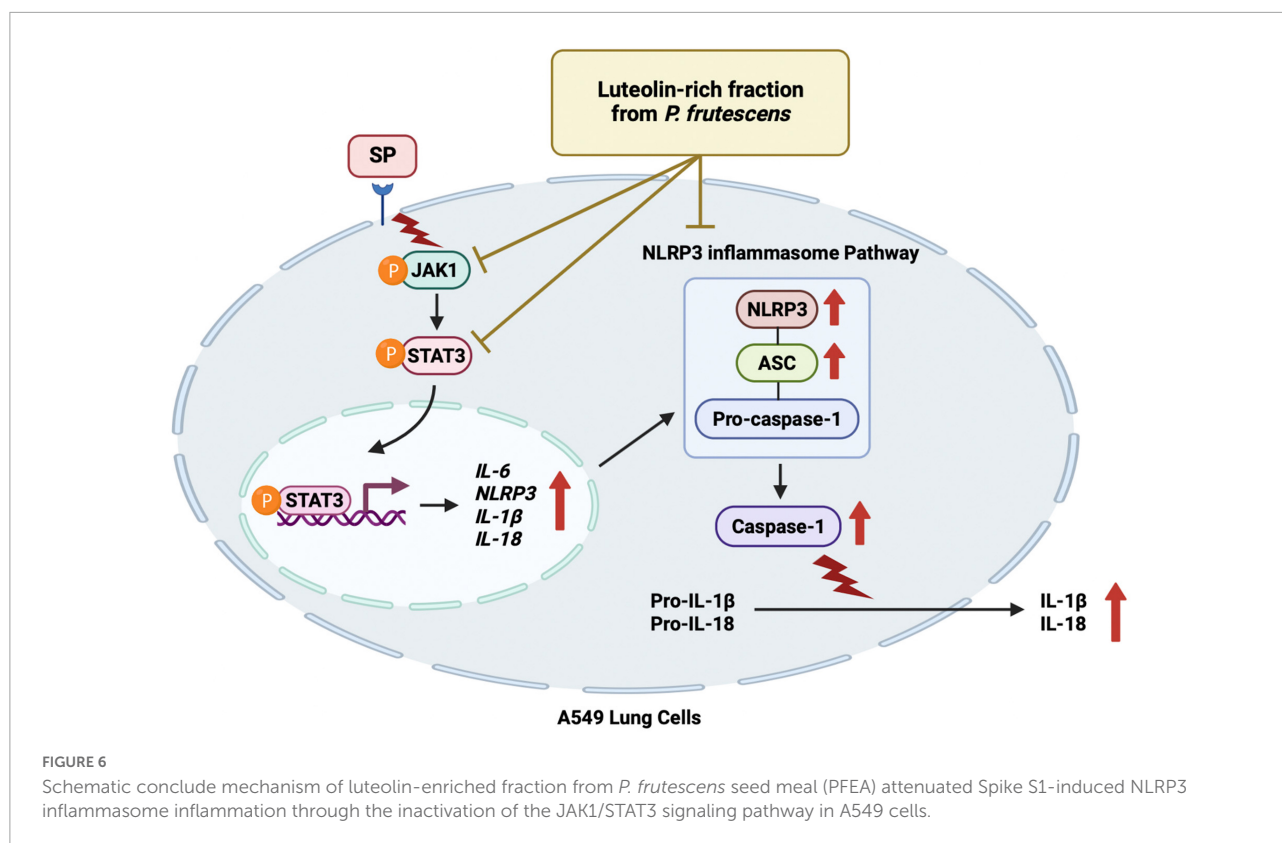 Luteolin-rich fraction
from P. frutescens
SP
P
JAK1
P
STAT3
P
STAT3
IL-6
NLRP3
IL-1β
IL-18
NLRP3 inflammasome Pathway
NLRP3
ASC
Pro-caspase-1
Caspase-1
Pro-IL-1β
Pro-IL-18
IL-1β
IL-18
A549 Lung Cells
FIGURE 6
Schematic conclude mechanism of luteolin-enriched fraction from P. frutescens seed meal (PFEA) attenuated Spike S1-induced NLRP3
inflammasome inflammation through the inactivation of the JAK1/STAT3 signaling pathway in A549 cells.